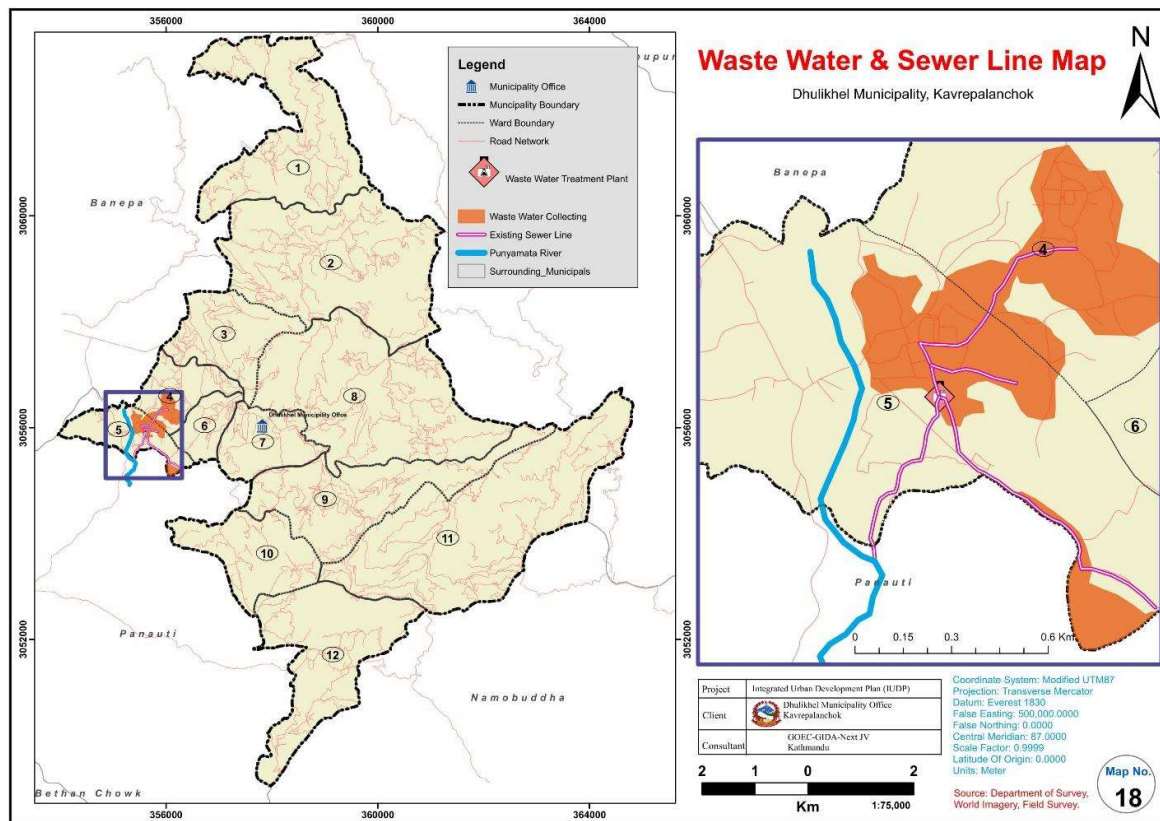 356000
360000
364000
3060000
3056000
3052000
Banepa
Panauti
Namobuddha
Bethan Chowk
1
2
3
4
5
6
7
8
9
10
11
12
Dhulikhel Municipality Office
Legend
Municipality Office
Muncipality Boundary
Ward Boundary
Road Network
Waste Water Treatment Plant
Waste Water Collecting
Existing Sewer Line
Punyamata River
Surrounding_Municipals
356000
360000
364000
Waste Water & Sewer Line Map
Dhulikhel Municipality, Kavrepalanchok
N
3060000
3056000
3052000
Banepa
4
5
6
Panauti
0 0.15 0.3 0.6 Km
Project Integrated Urban Development Plan (IUDP)
Client Dhulikhel Municipality Office
Kavrepalanchok
Consultant GOEC-GIDA-Next JV
Kathmandu
2 1 0 2
Km
1:75,000
Coordinate System: Modified UTM87
Projection: Transverse Mercator
Datum: Everest 1830
False Easting: 500,000.0000
False Northing: 0.0000
Central Meridian: 87.0000
Scale Factor: 0.9999
Latitude Of Origin: 0.0000
Units: Meter
Source: Department of Survey,
World Imagery, Field Survey.
Map No.
18